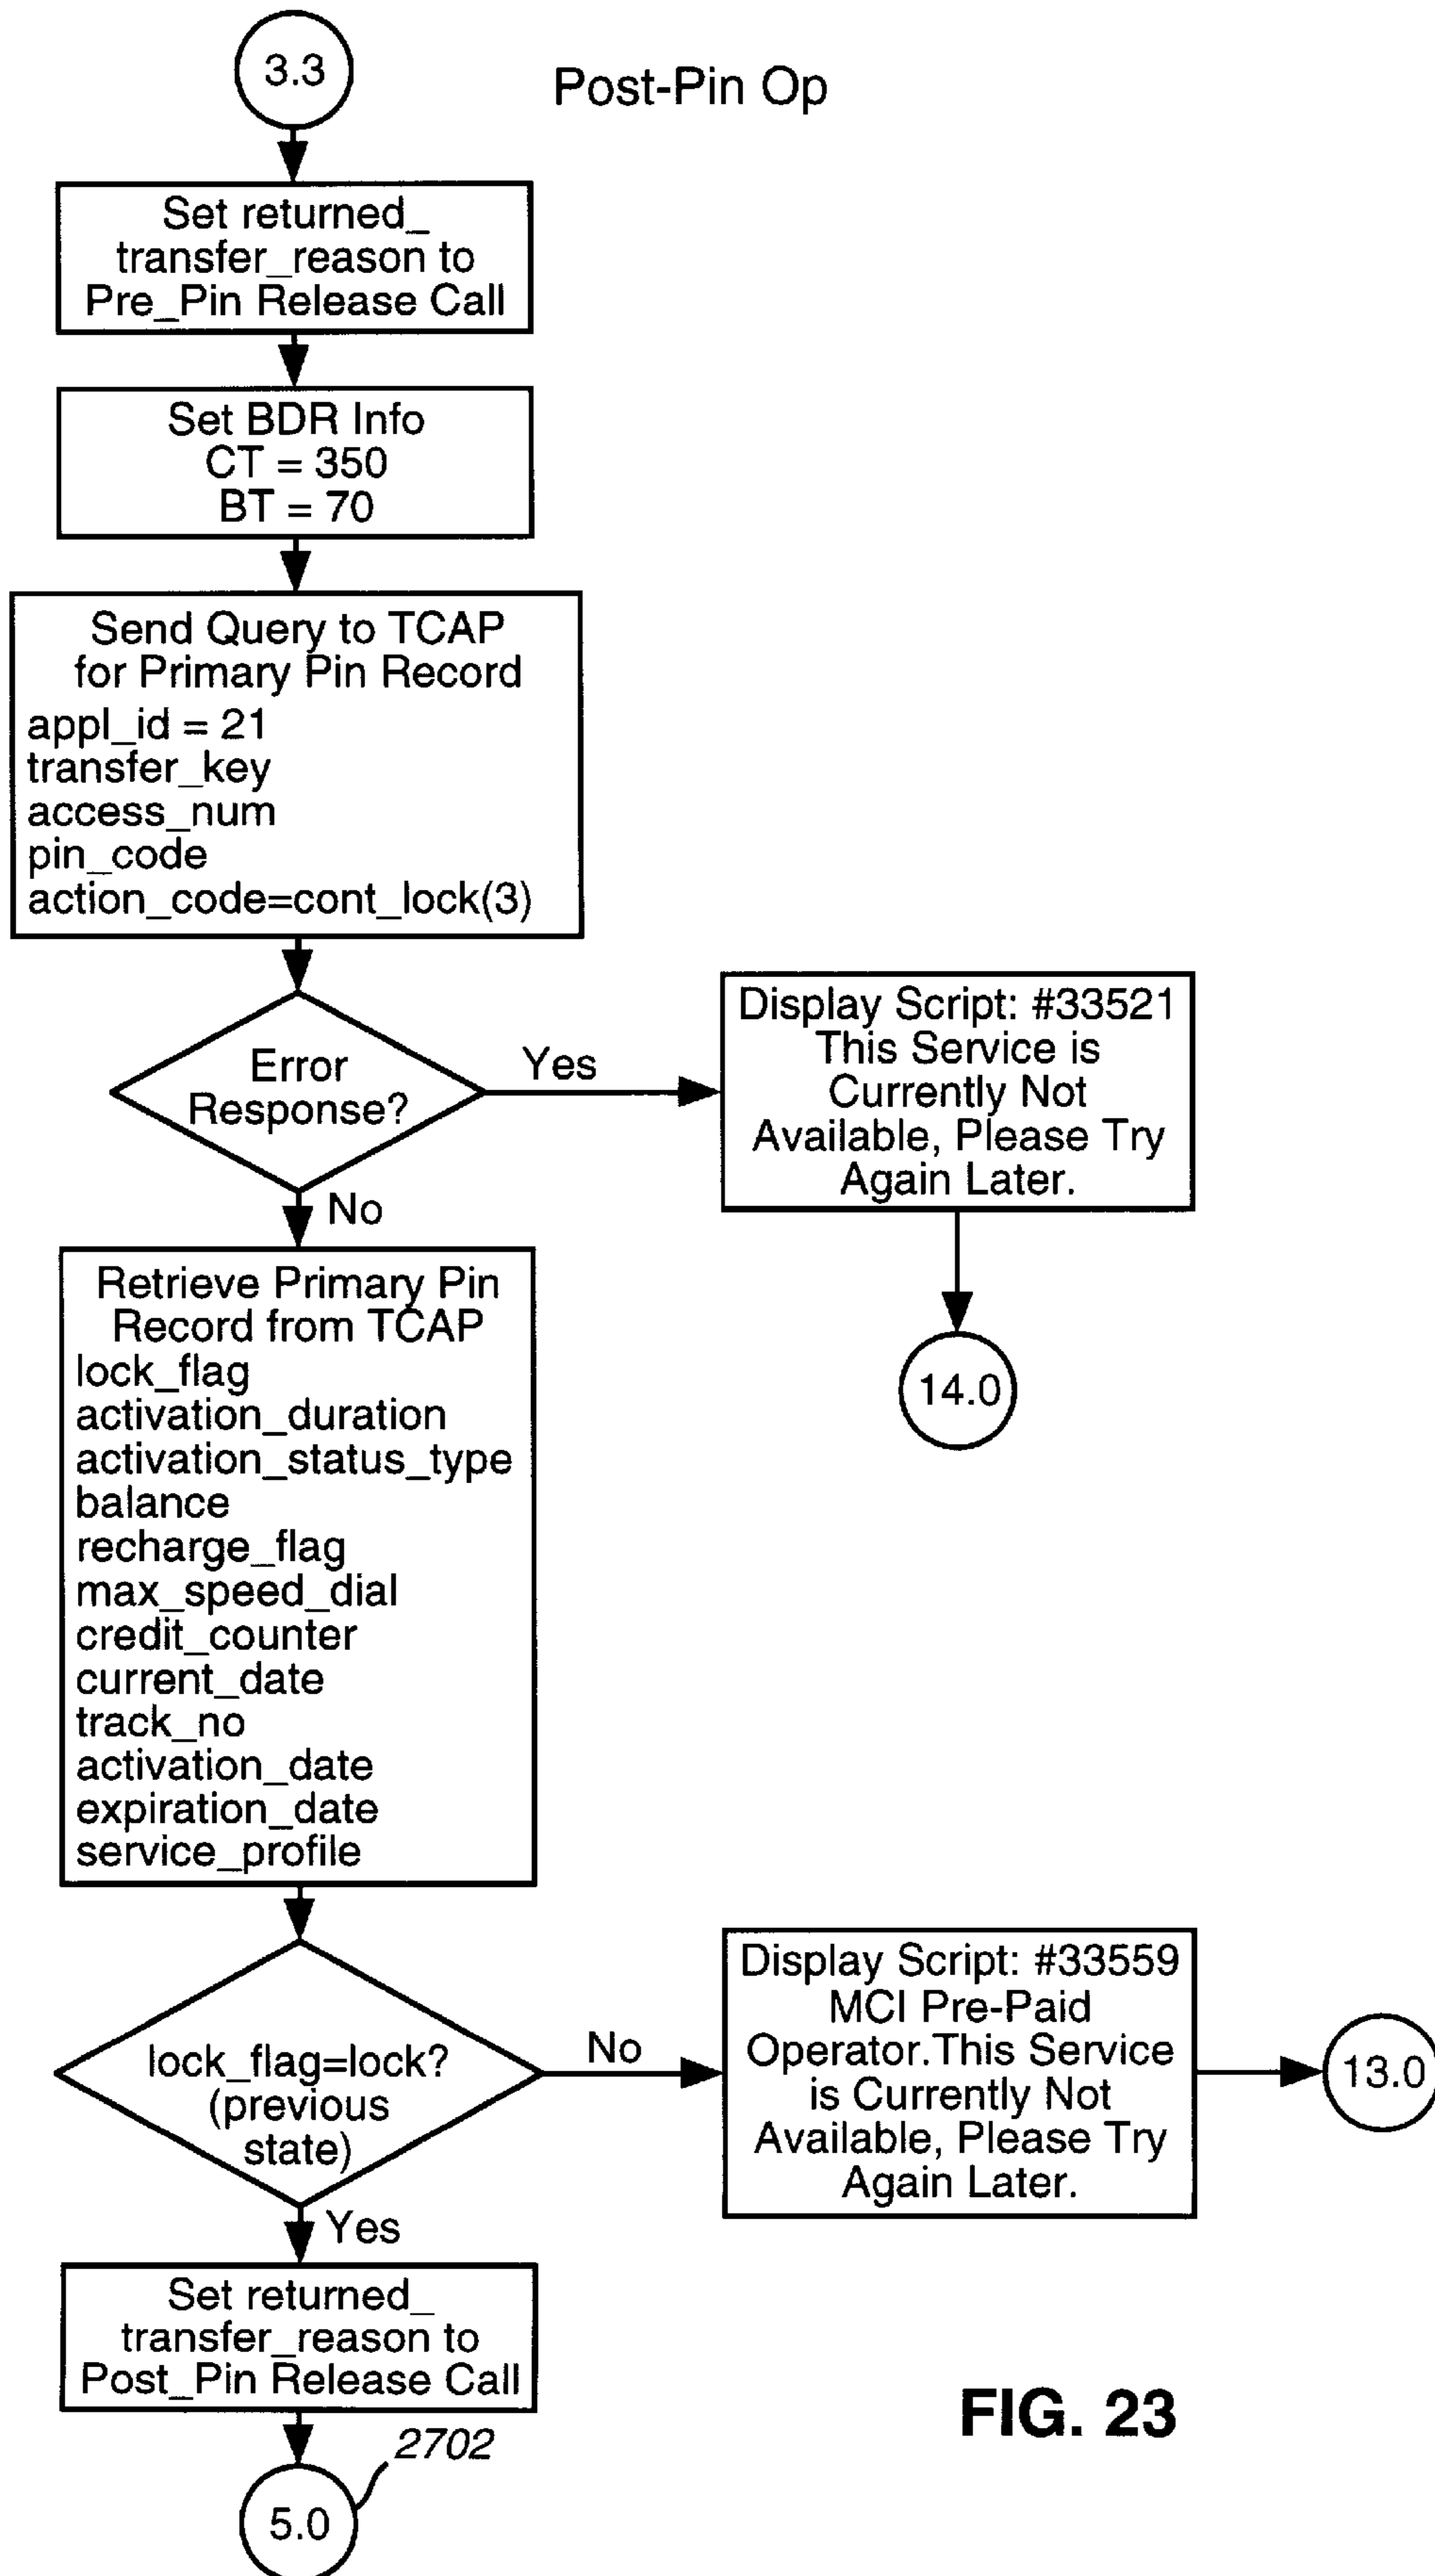 3.3
Post-Pin Op
Set returned_
transfer_reason to
Pre_Pin Release Call
Set BDR Info
CT = 350
BT = 70
Send Query to TCAP
for Primary Pin Record
appl_id = 21
transfer_key
access_num
pin_code
action_code=cont_lock(3)
Error
Response?
Yes
Display Script: #33521
This Service is
Currently Not
Available, Please Try
Again Later.
14.0
No
Retrieve Primary Pin
Record from TCAP
lock_flag
activation_duration
activation_status_type
balance
recharge_flag
max_speed_dial
credit_counter
current_date
track_no
activation_date
expiration_date
service_profile
lock_flag=lock?
(previous
state)
No
Display Script: #33559
MCI Pre-Paid
Operator.This Service
is Currently Not
Available, Please Try
Again Later.
13.0
Yes
Set returned_
transfer_reason to
Post_Pin Release Call
2702
5.0
FIG. 23